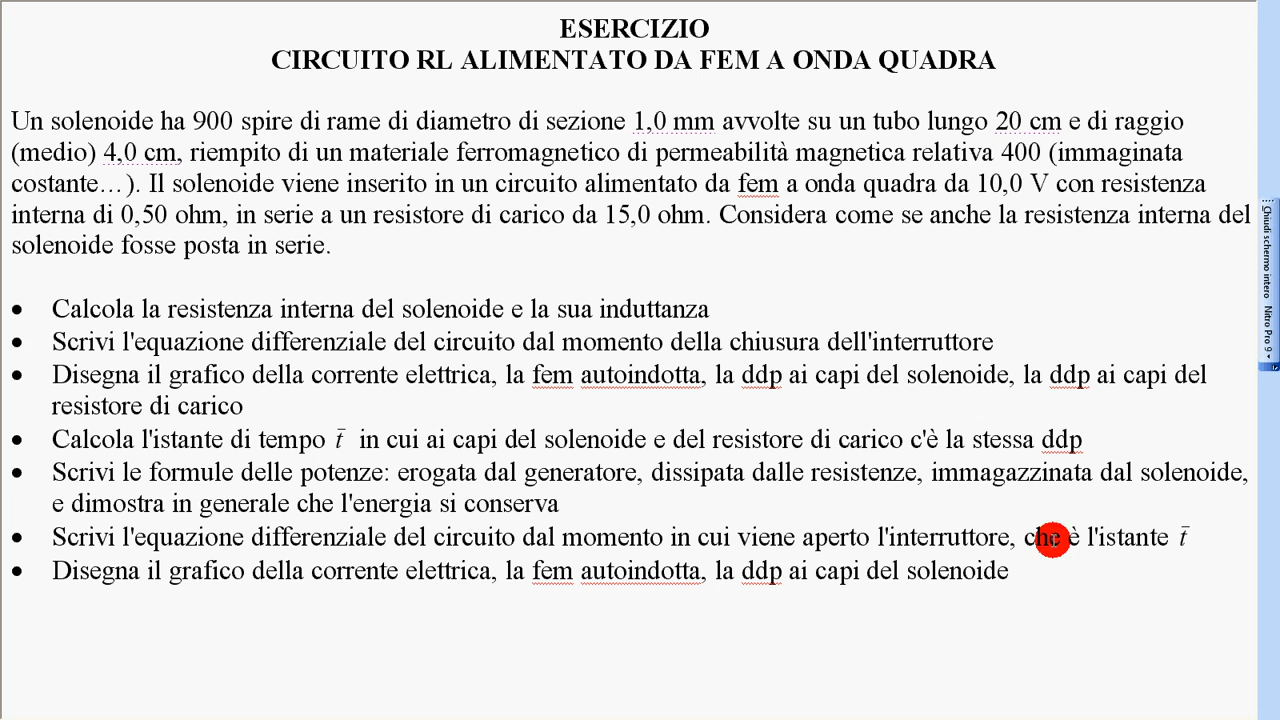 ESERCIZIO
CIRCUITO RL ALIMENTATO DA FEM A ONDA QUADRA
Un solenoide ha 900 spire di rame di diametro di sezione 1,0 mm avvolte su un tubo lungo 20 cm e di raggio
(medio) 4,0 cm, riempito di un materiale ferromagnetico di permeabilità magnetica relativa 400 (immaginata
costante…). Il solenoide viene inserito in un circuito alimentato da fem a onda quadra da 10,0 V con resistenza
interna di 0,50 ohm, in serie a un resistore di carico da 15,0 ohm. Considera come se anche la resistenza interna del
solenoide fosse posta in serie.
• Calcola la resistenza interna del solenoide e la sua induttanza
• Scrivi l'equazione differenziale del circuito dal momento della chiusura dell'interruttore
• Disegna il grafico della corrente elettrica, la fem autoindotta, la ddp ai capi del solenoide, la ddp ai capi del
resistore di carico
• Calcola l'istante di tempo t̄ in cui ai capi del solenoide e del resistore di carico c'è la stessa ddp
• Scrivi le formule delle potenze: erogata dal generatore, dissipata dalle resistenze, immagazzinata dal solenoide,
e dimostra in generale che l'energia si conserva
• Scrivi l'equazione differenziale del circuito dal momento in cui viene aperto l'interruttore, che è l'istante t̄
• Disegna il grafico della corrente elettrica, la fem autoindotta, la ddp ai capi del solenoide
Chiudi schermo intero Nitro Pro 9